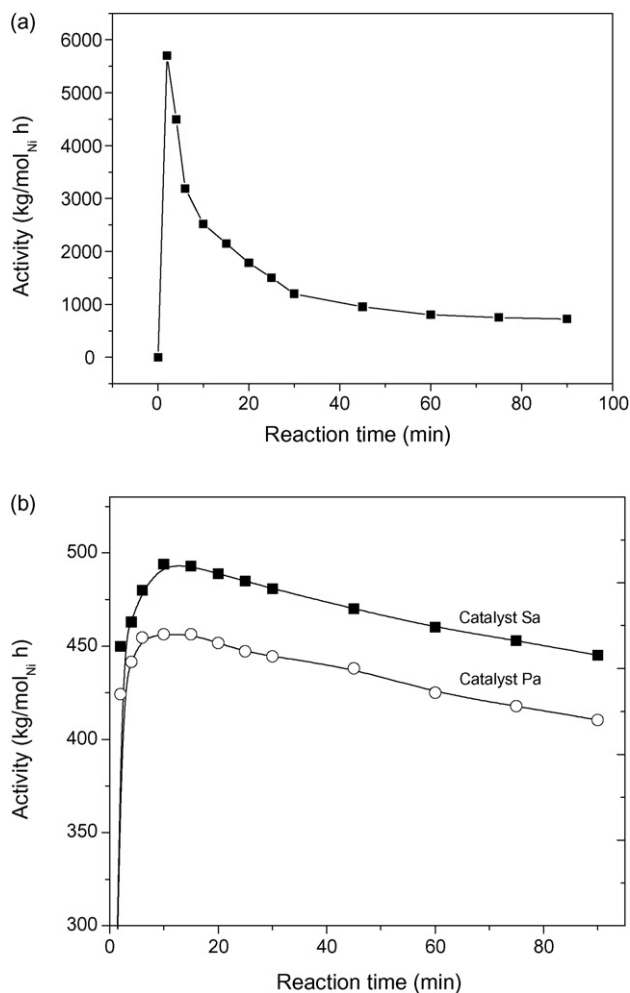 (a)
6000
5000
4000
3000
2000
1000
0
Activity (kg/mol_Ni h)
0 20 40 60 80 100
Reaction time (min)
(b)
500
450
400
350
300
Activity (kg/mol_Ni h)
Catalyst Sa
Catalyst Pa
0 20 40 60 80
Reaction time (min)